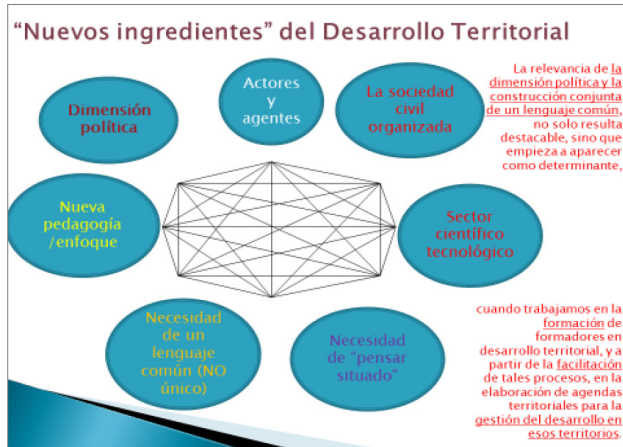 “Nuevos ingredientes” del Desarrollo Territorial
Actores
y
agentes
La sociedad
civil
organizada
Dimensión
política
Nueva
pedagogía
/enfoque
Sector
científico
tecnológico
Necesidad
de un
lenguaje
común (NO
único)
Necesidad
de “pensar
situado”
La relevancia de la
dimensión política y la
construcción conjunta
de un lenguaje común,
no solo resulta
destacable, sino que
empieza a aparecer
como determinante,
cuando trabajamos en la
formación de
formadores en
desarrollo territorial, y a
partir de la facilitación
de tales procesos, en la
elaboración de agendas
territoriales para la
gestión del desarrollo en
esos territorios.